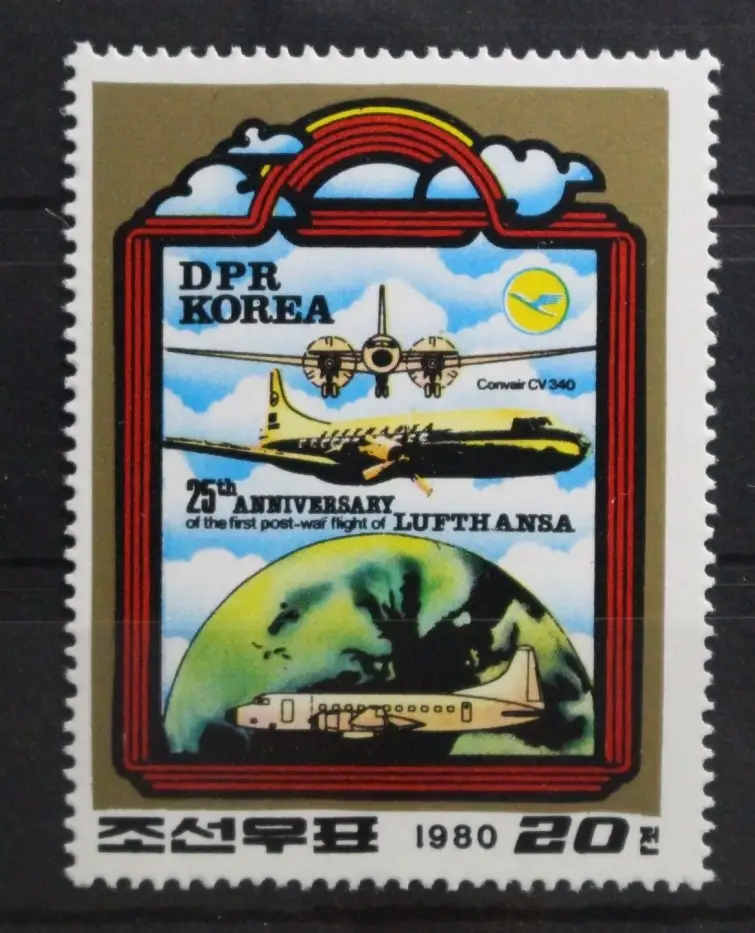 DPR
KOREA
Convair CV 340
LUFTHANSA
25th ANNIVERSARY
of the first post-war flight of LUFTHANSA
조선우표 1980 20전